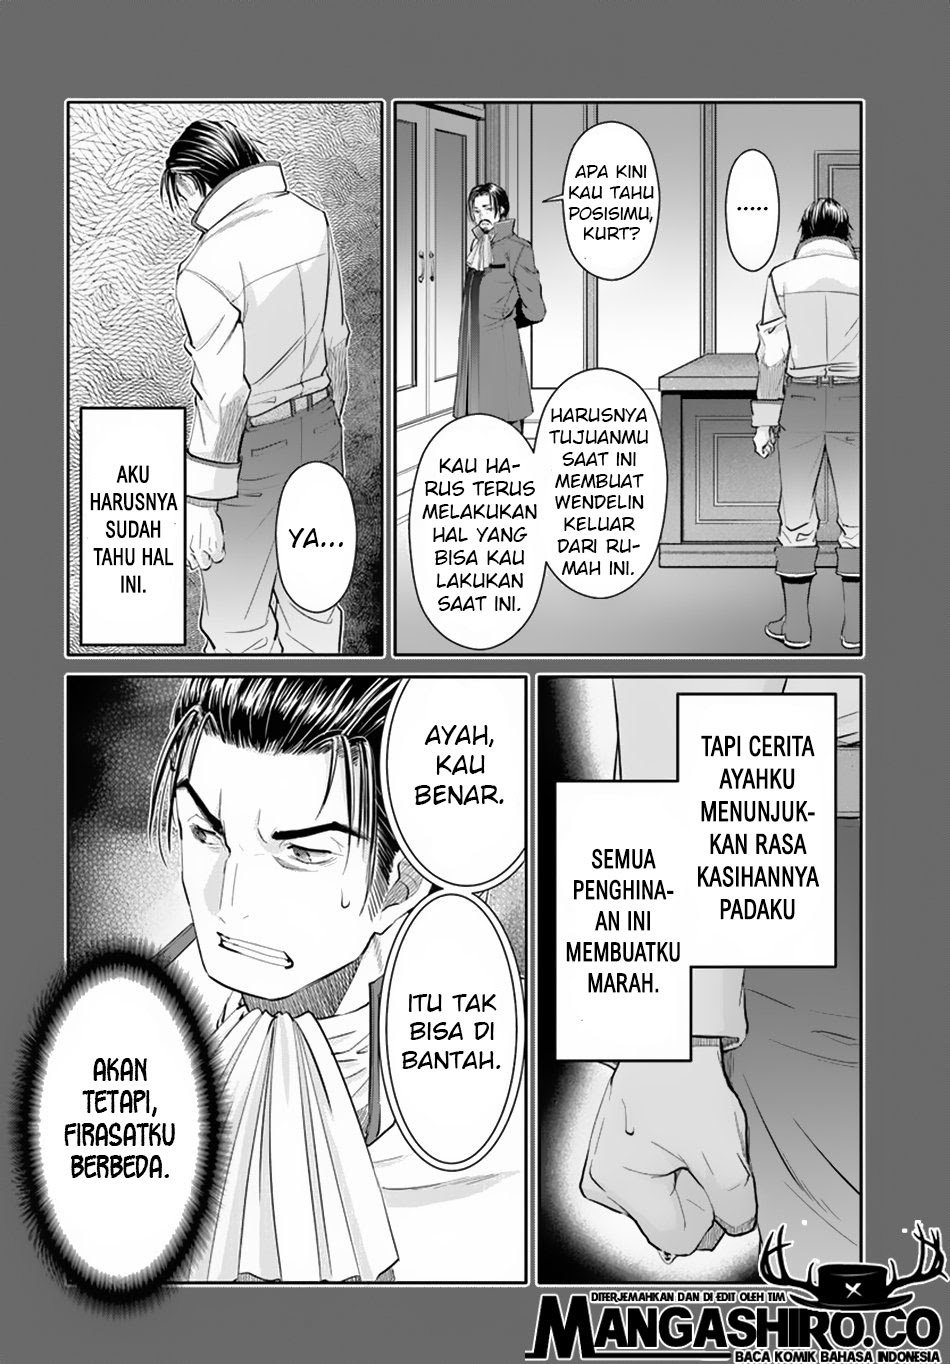 .....
APA KINI
KAU TAHU
POSISIMU,
KURT?
HARUSNYA
TUJUANMU
SAAT INI
MEMBUAT
WENDELIN
KELUAR
DARI RU-
MAH INI.
KAU HA-
RUS TERUS
MELAKUKAN
HAL YANG
BISA KAU
LAKUKAN
SAAT INI.
YA...
AKU
HARUSNYA
SUDAH
TAHU HAL
INI.
TAPI CERITA
AYAHKU
MENUNJUK-
KAN RASA
KASIHANNYA
PADAKU
SEMUA
PENGHINA-
AN INI
MEMBUATKU
MARAH.
AYAH,
KAU
BENAR.
ITU TAK
BISA DI
BANTAH.
AKAN
TETAPI,
FIRASATKU
BERBEDA.
DITERJEMAHKAN DAN DI EDIT OLEH TIM
MANGASHIRO.CO
BACA KOMIK BAHASA INDONESIA